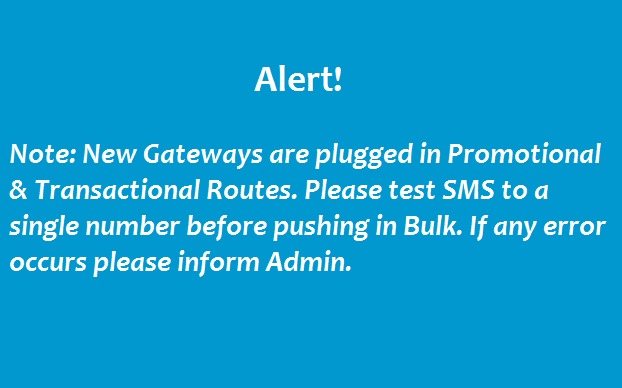 Alert!
Note: New Gateways are plugged in Promotional
& Transactional Routes. Please test SMS to a
single number before pushing in Bulk. If any error
occurs please inform Admin.